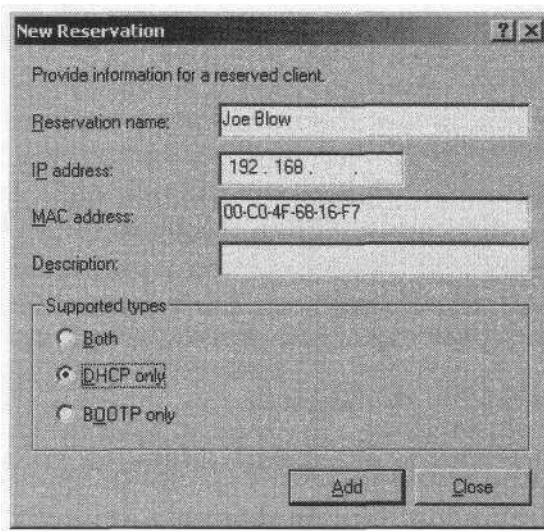 New Reservation
Provide information for a reserved client.
Reservation name: Joe Blow
IP address: 192 . 168 . .
MAC address: 00-C0-4F-68-16-F7
Description:
Supported types
Both
DHCP only
BOOTP only
Add Close